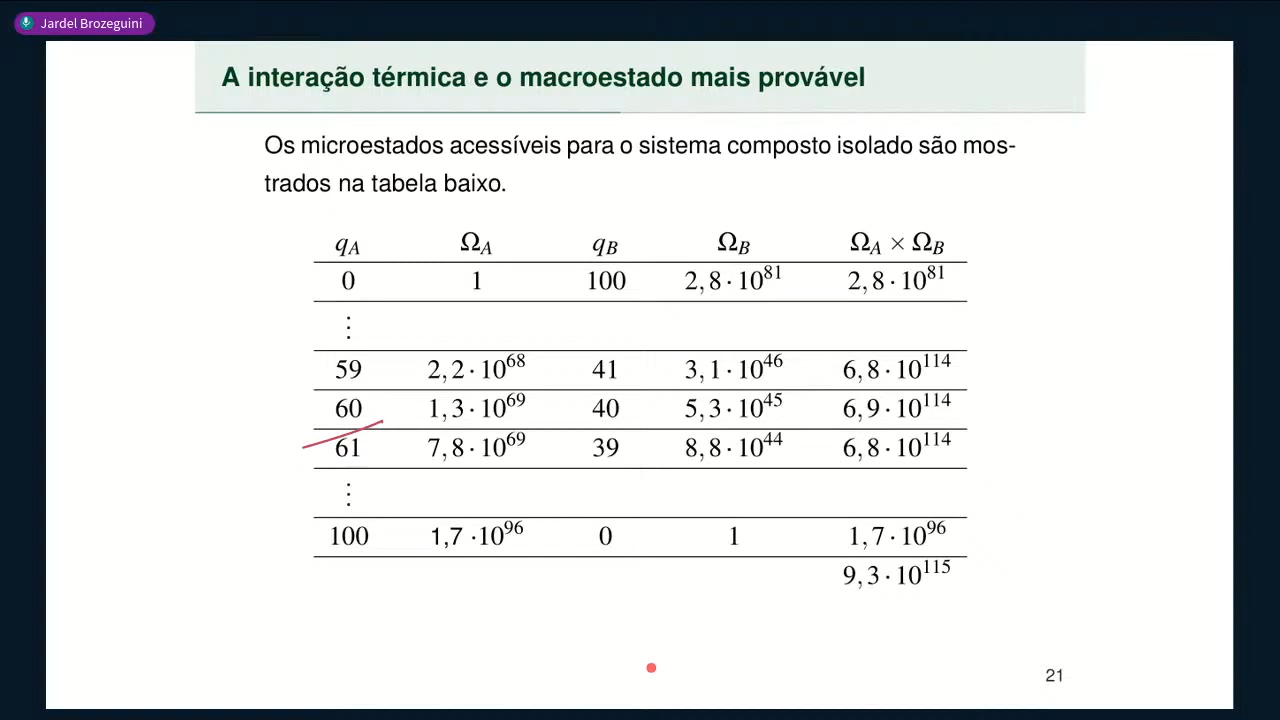 Jardel Brozeguini
A interação térmica e o macroestado mais provável
Os microestados acessíveis para o sistema composto isolado são mos-
trados na tabela baixo.
q_A Ω_A q_B Ω_B Ω_A × Ω_B
0 1 100 2,8 · 10^81 2,8 · 10^81
⋮
59 2,2 · 10^68 41 3,1 · 10^46 6,8 · 10^114
60 1,3 · 10^69 40 5,3 · 10^45 6,9 · 10^114
61 7,8 · 10^69 39 8,8 · 10^44 6,8 · 10^114
⋮
100 1,7 · 10^96 0 1 1,7 · 10^96
9,3 · 10^115
21